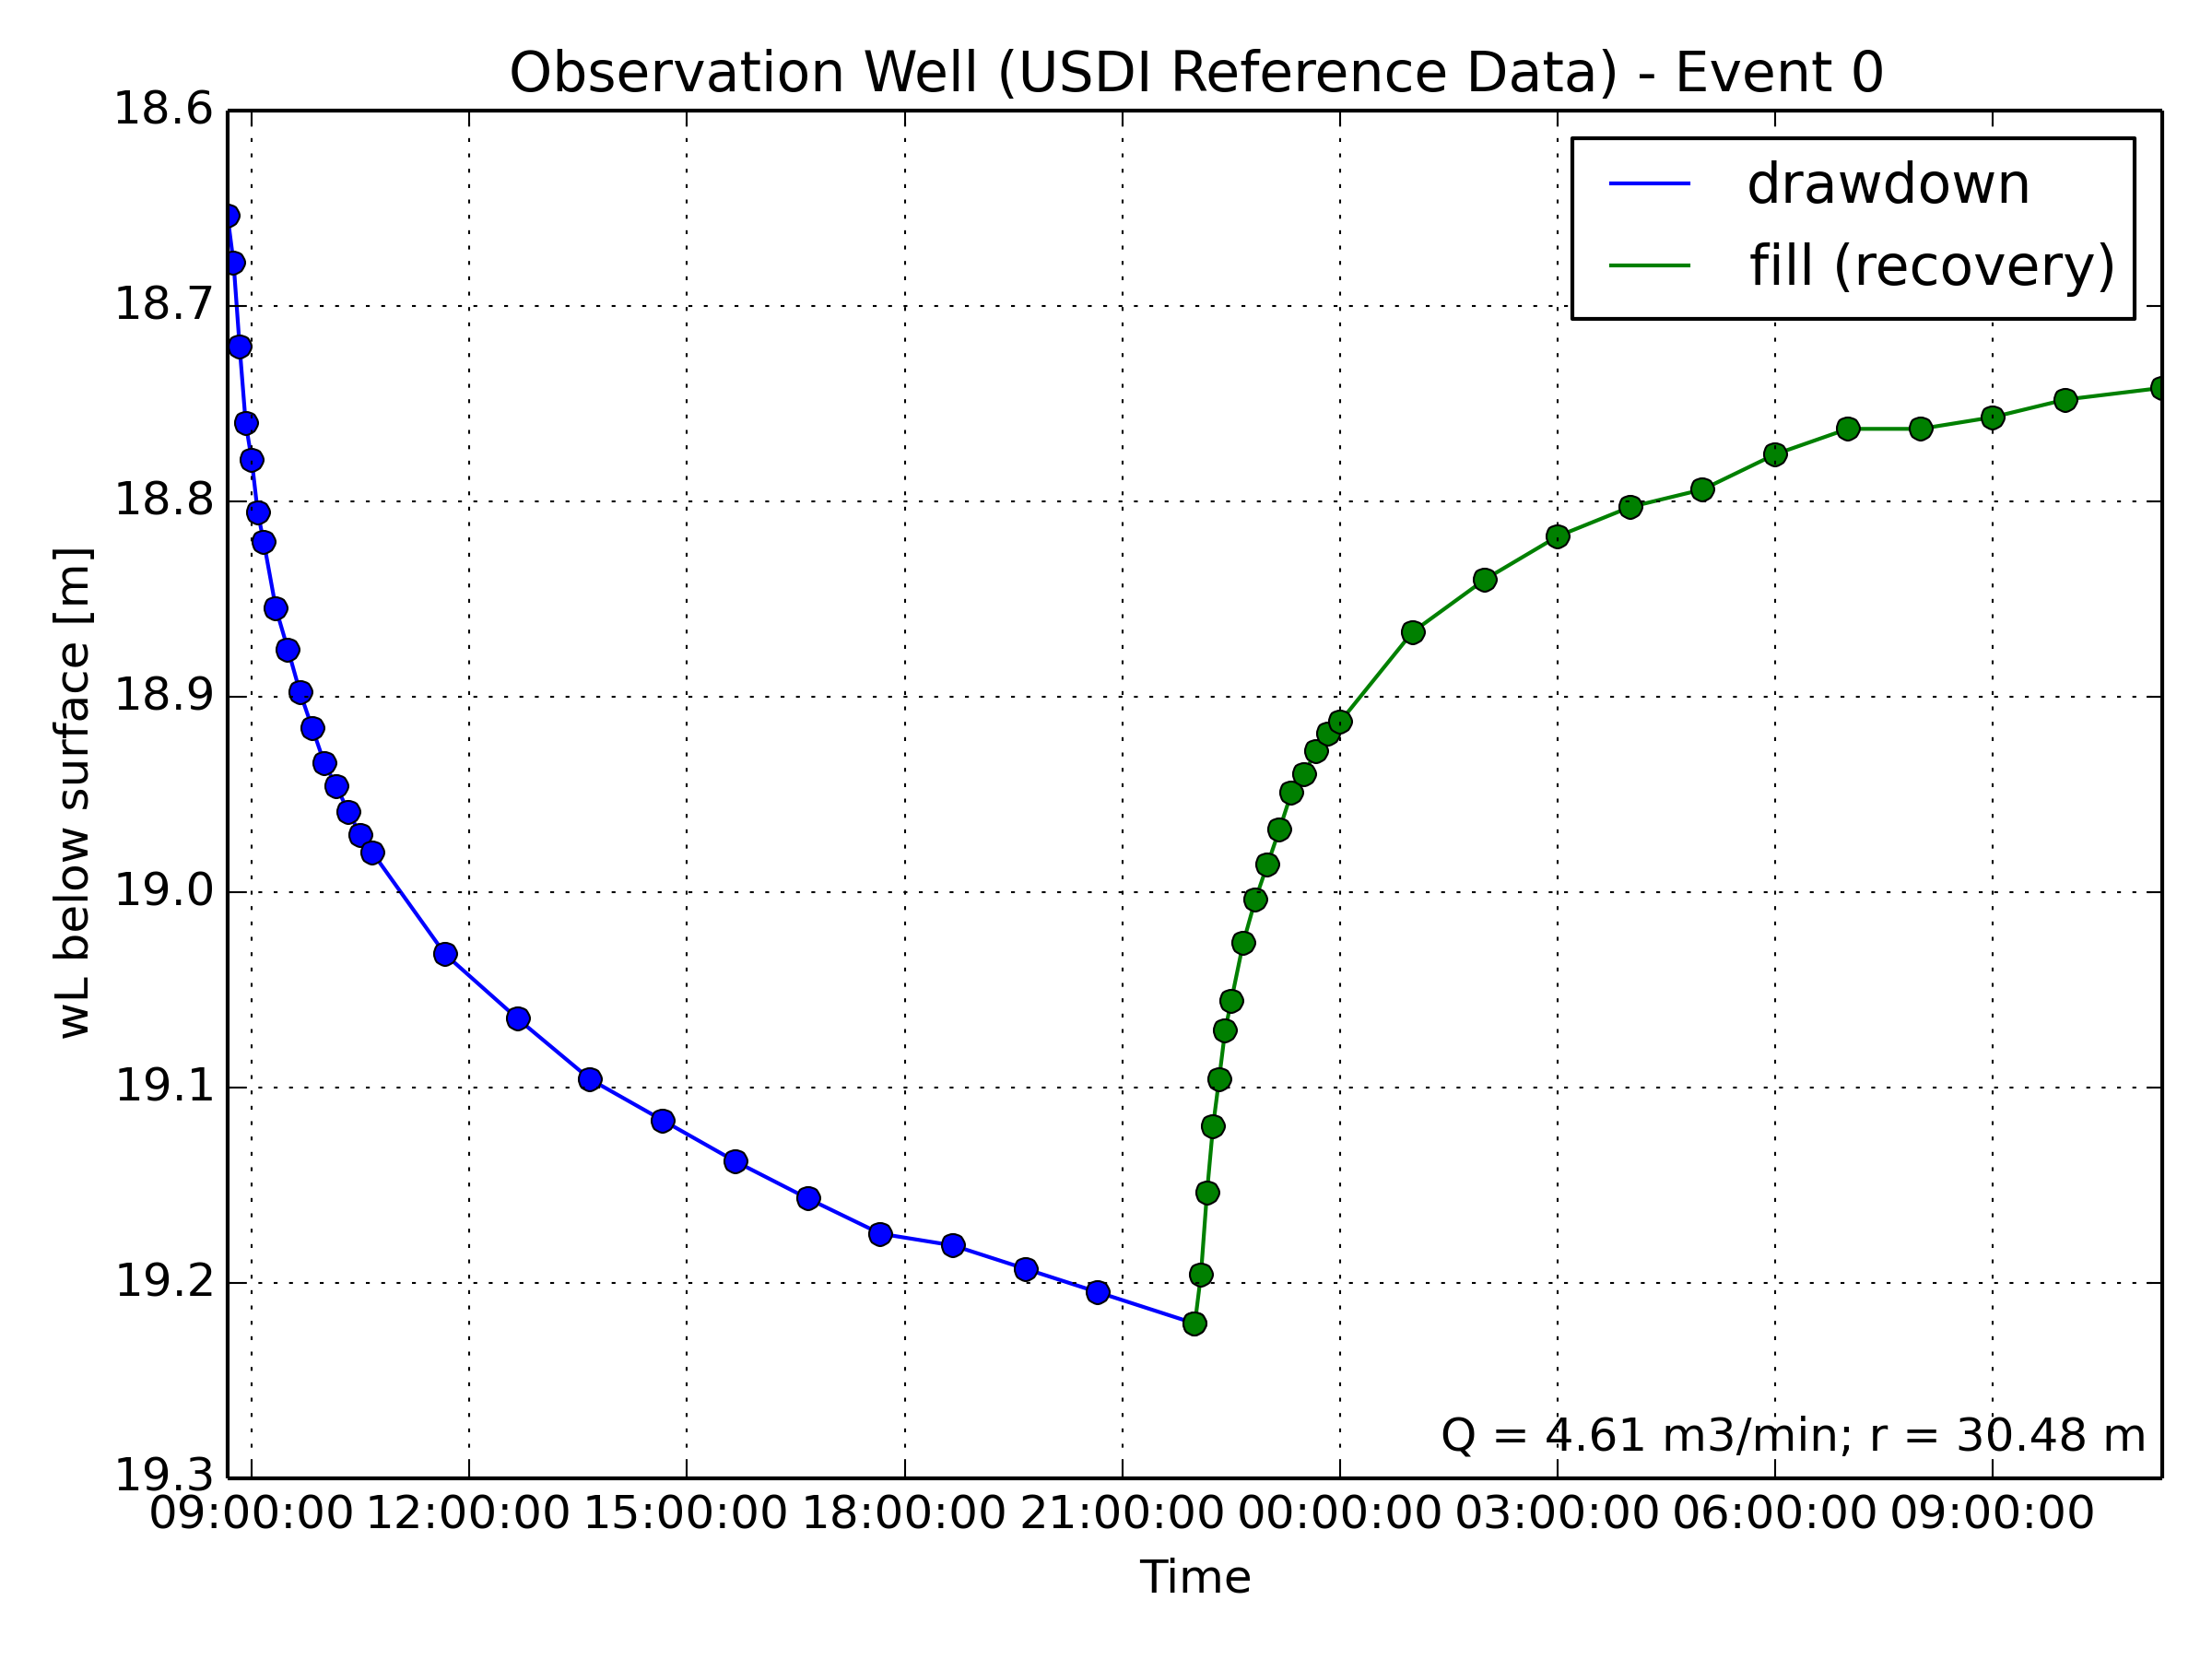 Observation Well (USDI Reference Data) - Event 0
18.6
drawdown
fill (recovery)
18.7
18.8
18.9
19.0
19.1
19.2
19.3
wL below surface [m]
Q = 4.61 m3/min; r = 30.48 m
09:00:00 12:00:00 15:00:00 18:00:00 21:00:00 00:00:00 03:00:00 06:00:00 09:00:00
Time